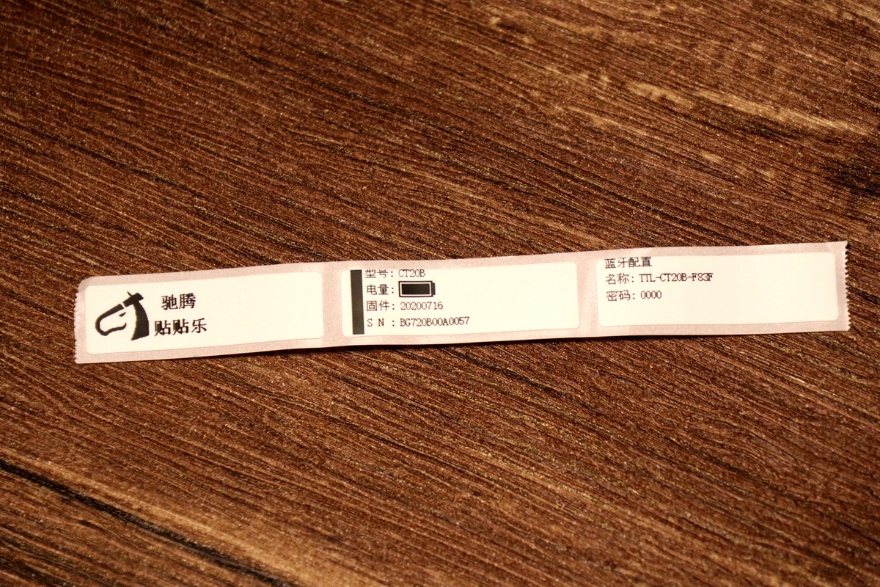 驰腾
贴贴乐
型号: CT20B
电量:
固件: 20200716
S N : BG720B00A0057
蓝牙配置
名称: TTL-CT20B-F83F
密码: 0000